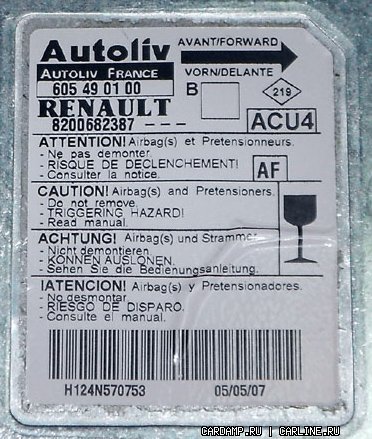 Autoliv
AVANT/FORWARD
AUTOLIV FRANCE
VORN/DELANTE
605 49 01 00
B
219
RENAULT
8200682387 - - -
ACU4
ATTENTION! Airbag(s) et Pretensionneurs.
- Ne pas demonter.
- RISQUE DE DECLENCHEMENT!
- Consulter la notice.
AF
CAUTION! Airbag(s) and Pretensioners.
- Do not remove.
- TRIGGERING HAZARD!
- Read manual.
ACHTUNG! Airbag(s) und Strammer
- Nicht demontieren
- KONNEN AUSLONEN.
- Sehen Sie die Bedienungsanleitung.
!ATENCION! Airbag(s) y Pretensionadores.
- No desmontar
- RIESGO DE DISPARO.
- Consulte el manual.
H124N570753
05/05/07
CARDAMP.RU | CARLINE.RU